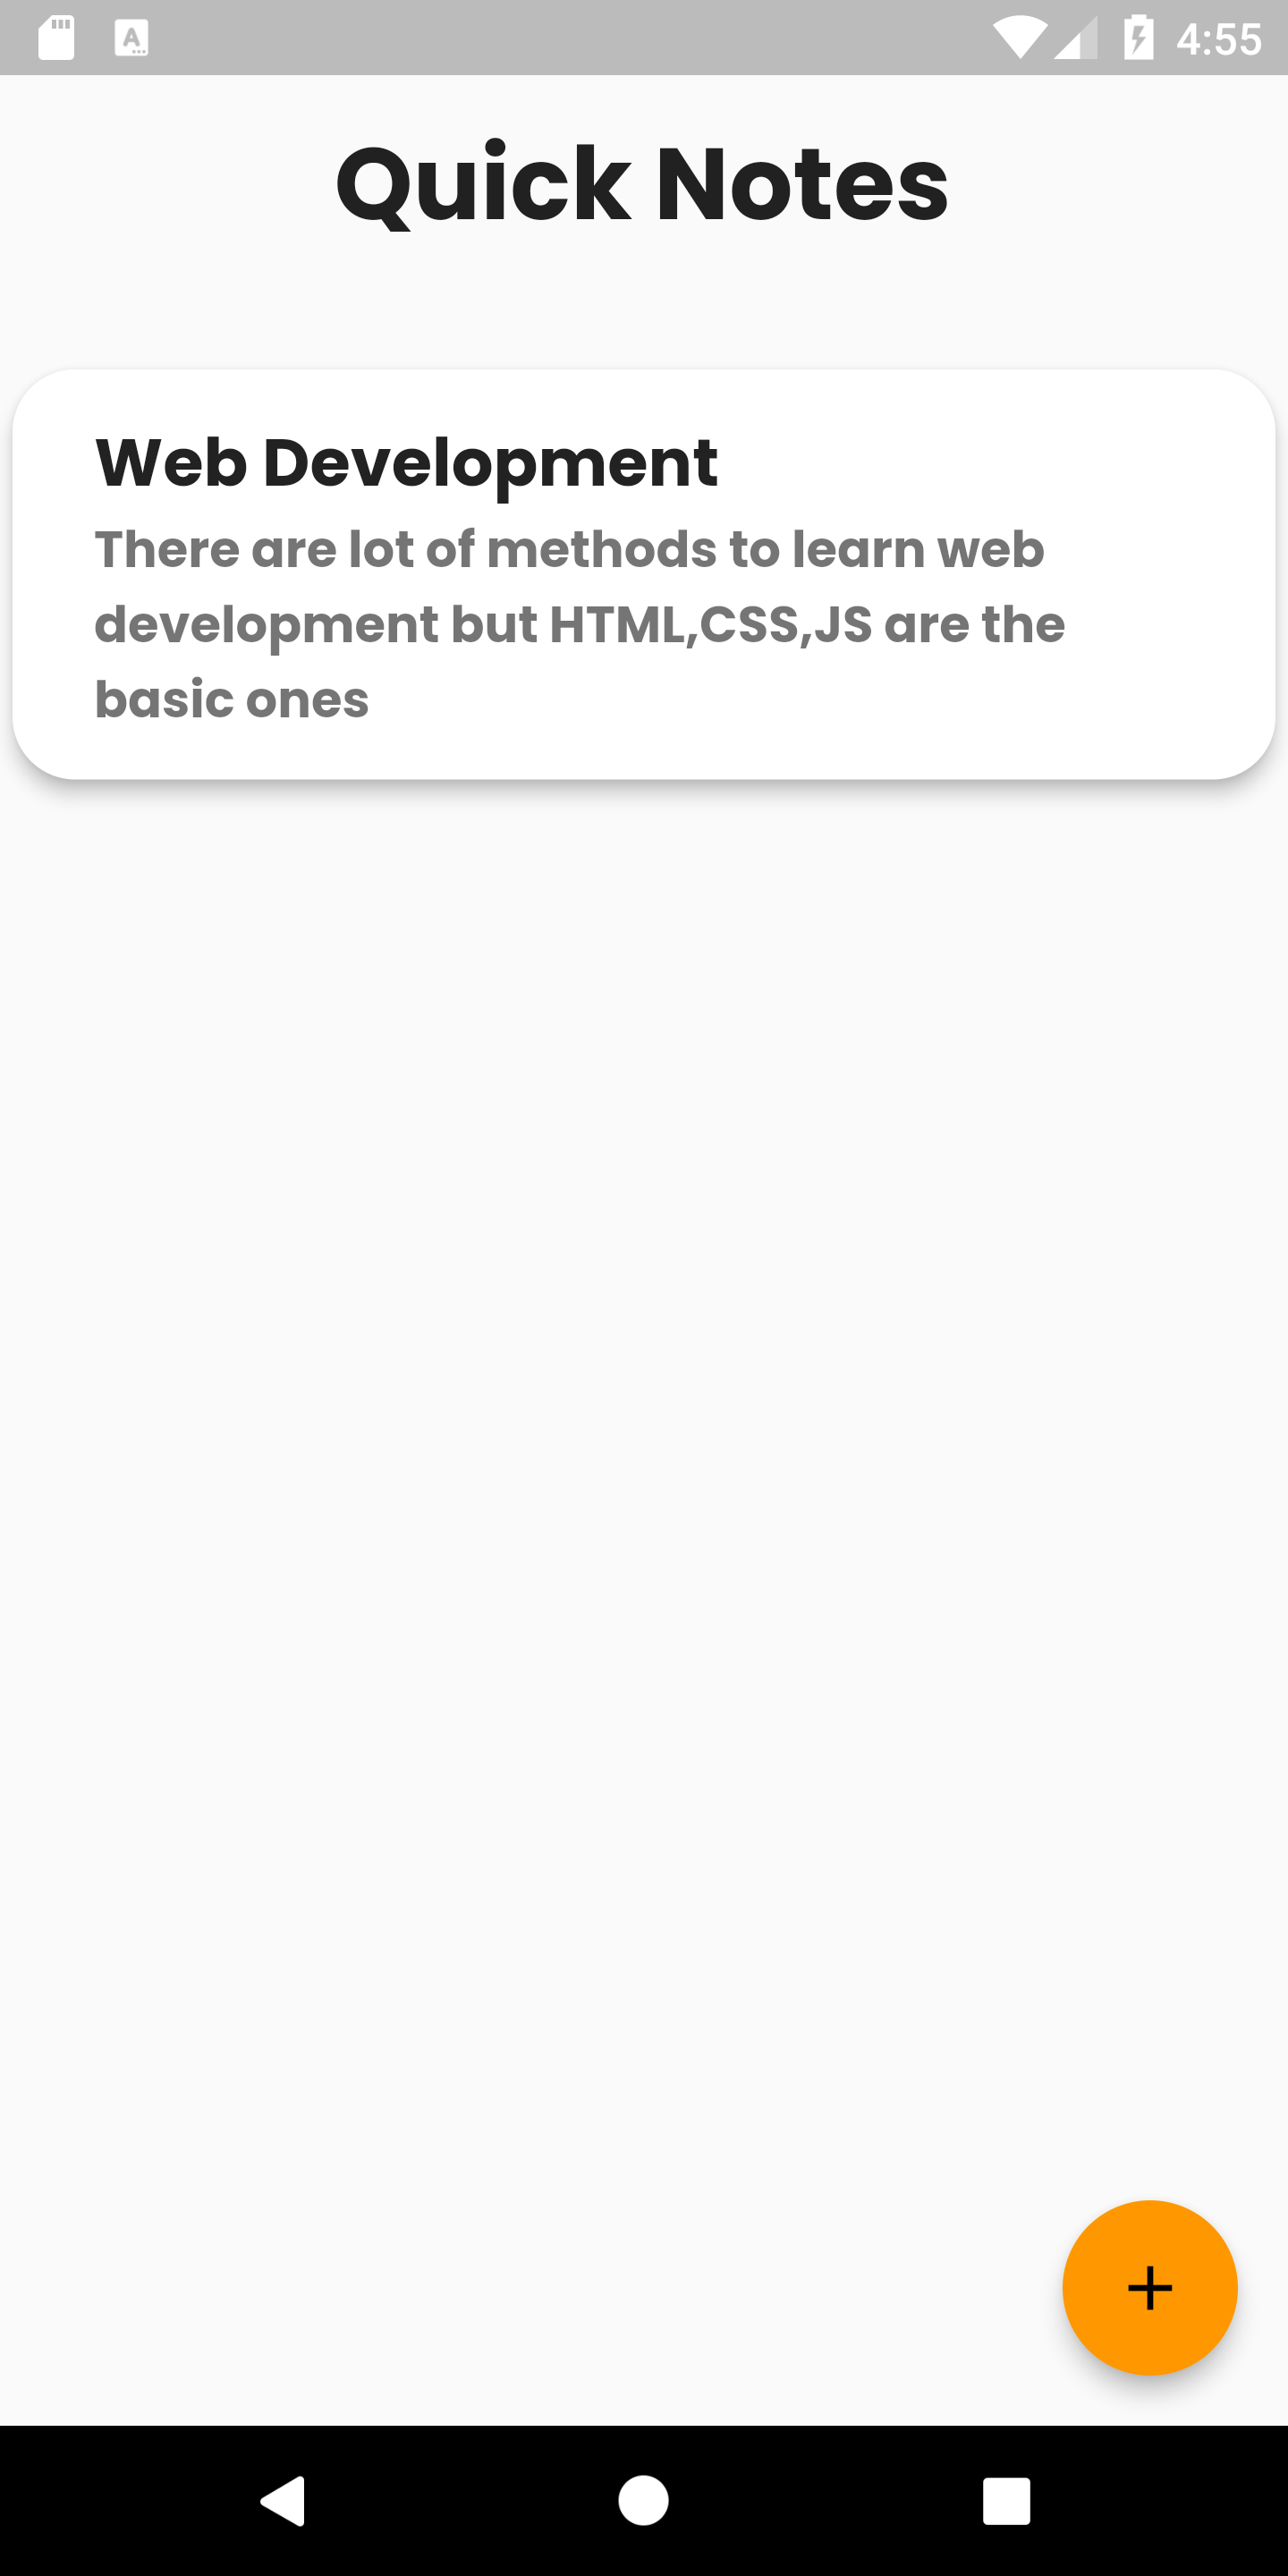 4:55
Quick Notes
Web Development
There are lot of methods to learn web
development but HTML,CSS,JS are the
basic ones